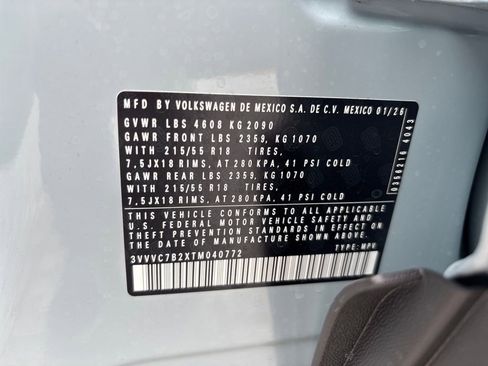 MFD BY VOLKSWAGEN DE MEXICO S.A. DE C.V. MEXICO 01/26
GVWR LBS 4608 KG 2090
GAWR FRONT LBS 2359, KG 1070
WITH 215/55 R18 TIRES,
7,5JX18 RIMS, AT 280 KPA, 41 PSI COLD
GAWR REAR LBS 2359, KG 1070
WITH 215/55 R18 TIRES,
7,5JX18 RIMS, AT 280 KPA, 41 PSI COLD
THIS VEHICLE CONFORMS TO ALL APPLICABLE
U.S. FEDERAL MOTOR VEHICLE SAFETY AND
THEFT PREVENTION STANDARDS IN EFFECT ON
THE DATE OF MANUFACTURE SHOWN ABOVE.
3VVVC7B2XTM040772 TYPE: MPV
0356216 4043